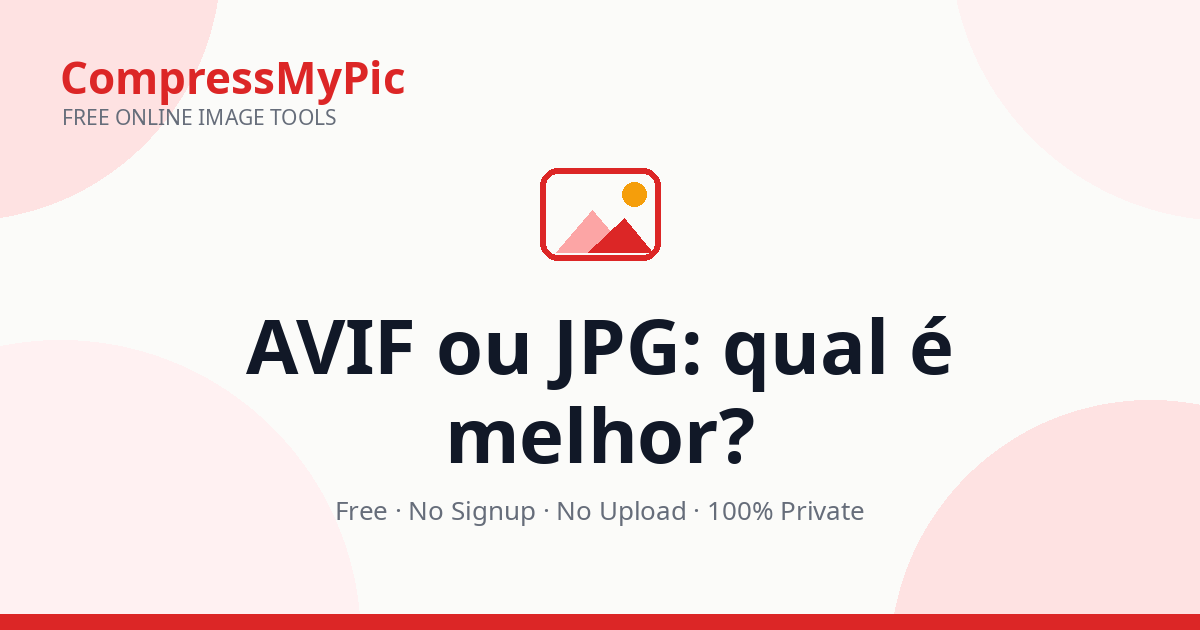 CompressMyPic
FREE ONLINE IMAGE TOOLS
AVIF ou JPG: qual é
melhor?
Free · No Signup · No Upload · 100% Private